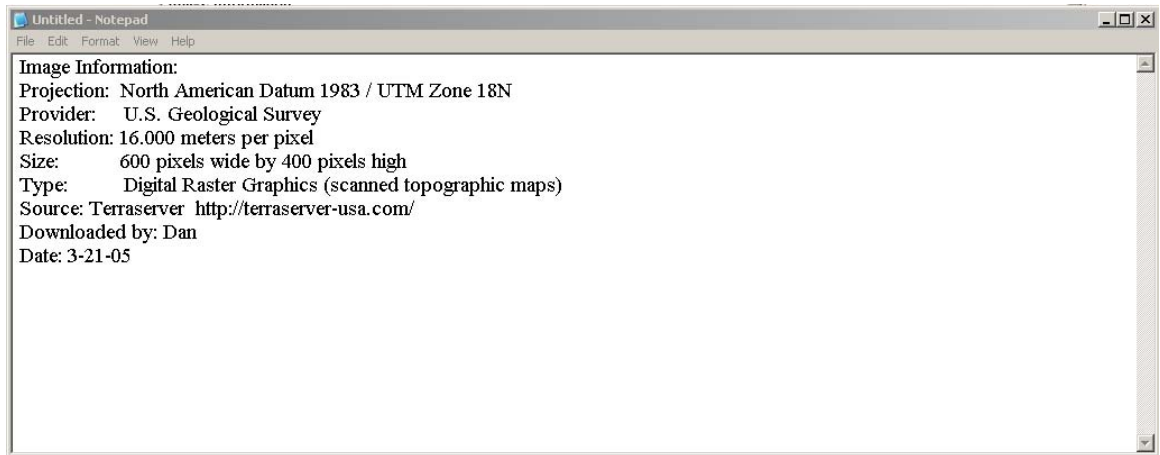 Untitled - Notepad
File Edit Format View Help
Image Information:
Projection: North American Datum 1983 / UTM Zone 18N
Provider: U.S. Geological Survey
Resolution: 16.000 meters per pixel
Size: 600 pixels wide by 400 pixels high
Type: Digital Raster Graphics (scanned topographic maps)
Source: Terraserver http://terraserver-usa.com/
Downloaded by: Dan
Date: 3-21-05